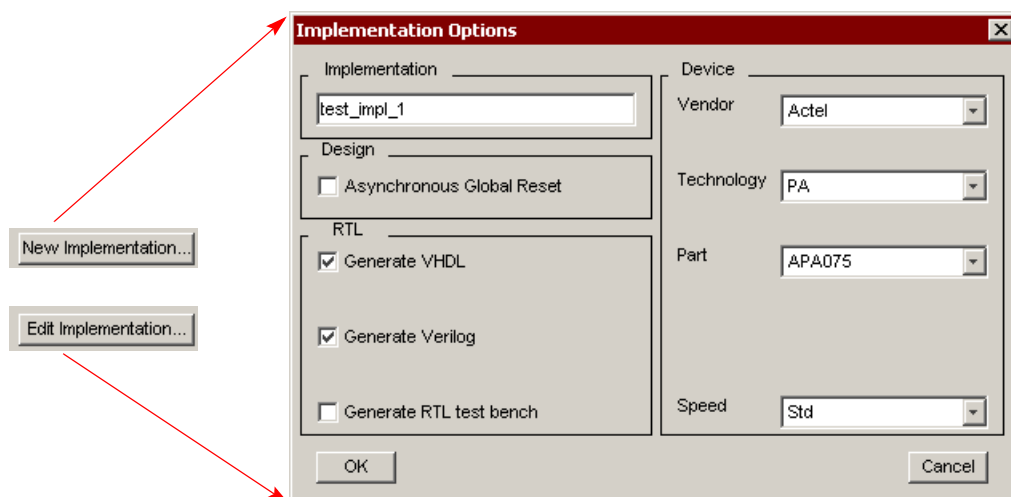 Implementation Options
Implementation
test_impl_1
Design
Asynchronous Global Reset
RTL
Generate VHDL
Generate Verilog
Generate RTL test bench
Device
Vendor
Actel
Technology
PA
Part
APA075
Speed
Std
OK
Cancel
New Implementation...
Edit Implementation...